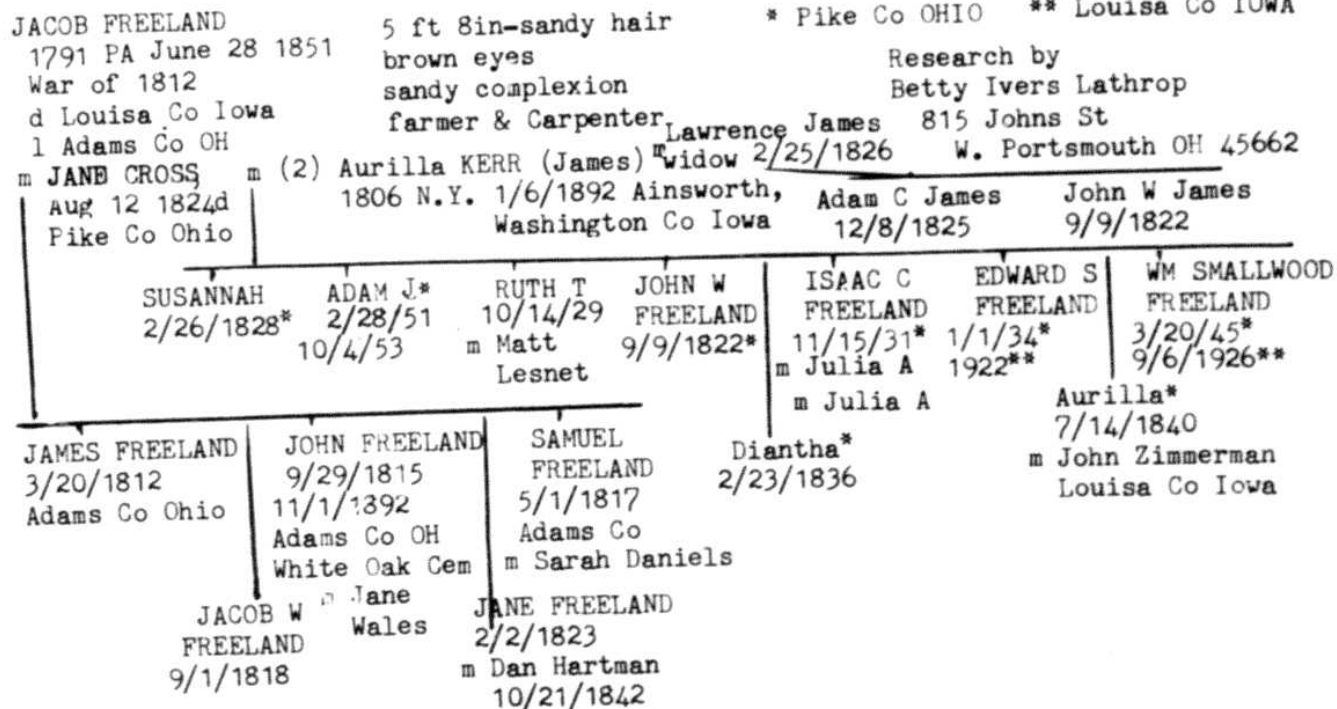 JACOB FREELAND
1791 PA June 28 1851
War of 1812
d Louisa Co Iowa
l Adams Co OH
m JANE CROSS
Aug 12 1824d
Pike Co Ohio
5 ft 8in-sandy hair
brown eyes
sandy complexion
farmer & Carpenter
* Pike Co OHIO ** Louisa Co IOWA
Research by
Betty Ivers Lathrop
815 Johns St
W. Portsmouth OH 45662
m (2) Aurilla KERR (James)
1806 N.Y. 1/6/1892 Ainsworth,
Washington Co Iowa
Lawrence James
m widow 2/25/1826
Adam C James
12/8/1825
John W James
9/9/1822
SUSANNAH
2/26/1828*
ADAM J*
2/28/51
10/4/53
RUTH T
10/14/29
m Matt
Lesnet
JOHN W
FREELAND
9/9/1822*
ISAAC C
FREELAND
11/15/31*
m Julia A
m Julia A
EDWARD S
FREELAND
1/1/34*
1922**
WM SMALLWOOD
FREELAND
3/20/45*
9/6/1926**
Diantha*
2/23/1836
Aurilla*
7/14/1840
m John Zimmerman
Louisa Co Iowa
JAMES FREELAND
3/20/1812
Adams Co Ohio
JOHN FREELAND
9/29/1815
11/1/1392
Adams Co OH
White Oak Cem
m Jane
Wales
SAMUEL
FREELAND
5/1/1817
Adams Co
m Sarah Daniels
JACOB W
FREELAND
9/1/1818
JANE FREELAND
2/2/1823
m Dan Hartman
10/21/1842